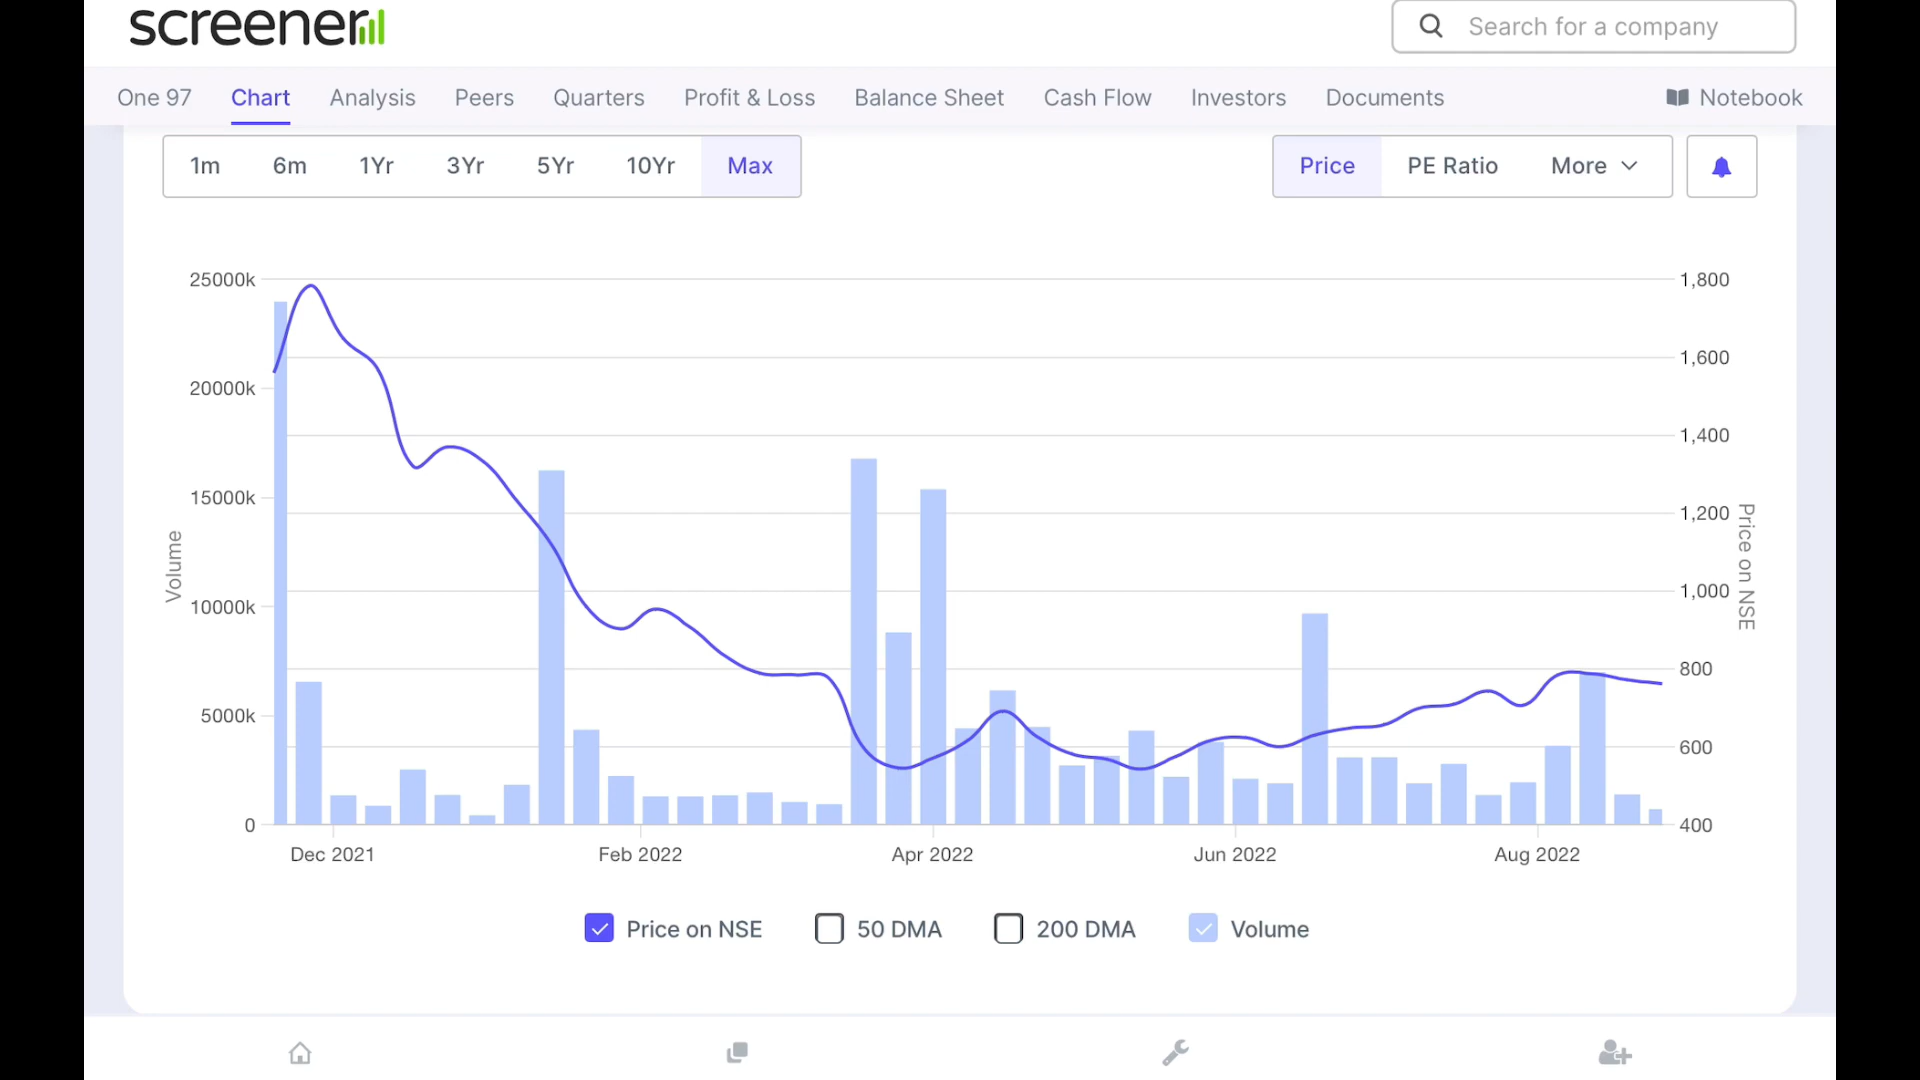 screener
Search for a company
One 97 Chart Analysis Peers Quarters Profit & Loss Balance Sheet Cash Flow Investors Documents Notebook
1m 6m 1Yr 3Yr 5Yr 10Yr Max Price PE Ratio More
25000k 1,800
1,600
20000k
1,400
15000k
1,200
Volume
Price on NSE
10000k
1,000
800
5000k
600
0 400
Dec 2021 Feb 2022 Apr 2022 Jun 2022 Aug 2022
Price on NSE 50 DMA 200 DMA Volume